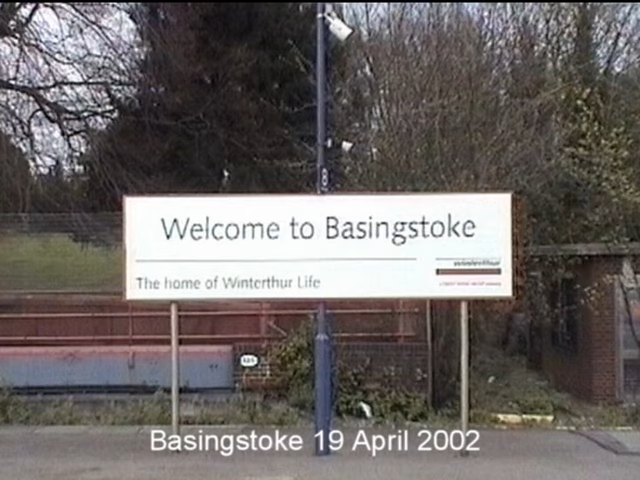 Welcome to Basingstoke
The home of Winterthur Life
winterthur
Basingstoke 19 April 2002